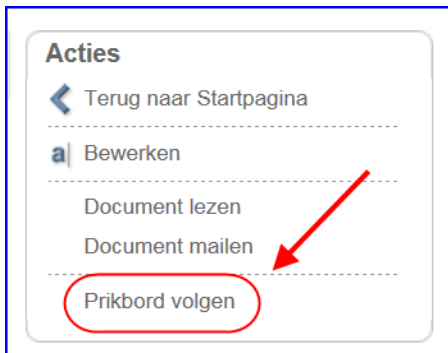 Acties
Terug naar Startpagina
a| Bewerken
Document lezen
Document mailen
Prikbord volgen